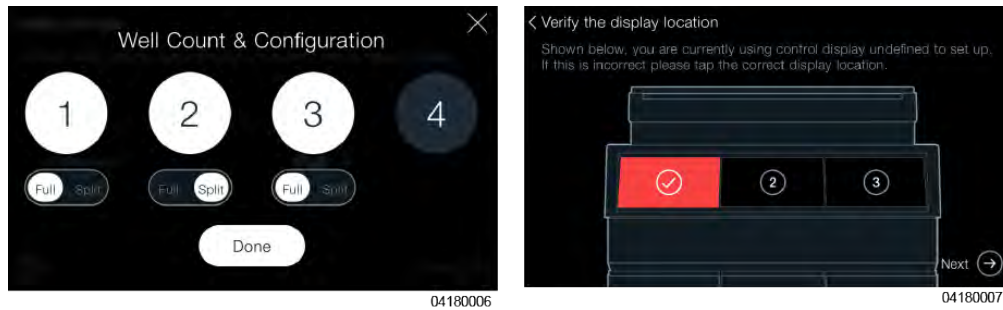 Well Count & Configuration
1 2 3 4
Full Split Full Split Full Split
Done
04180006
Verify the display location
Shown below, you are currently using control display undefined to set up.
If this is incorrect please tap the correct display location.
2 3
Next
04180007